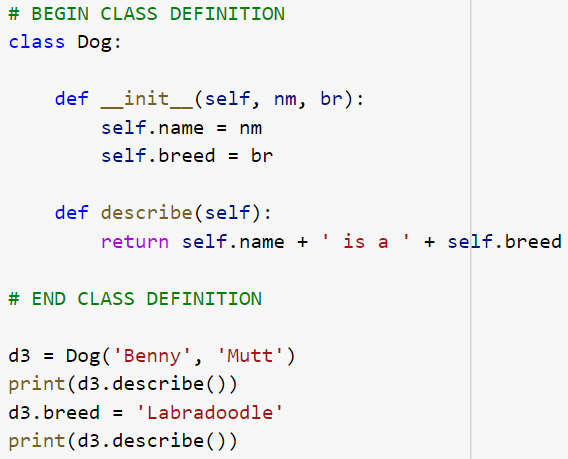 # BEGIN CLASS DEFINITION
class Dog:
    def __init__(self, nm, br):
        self.name = nm
        self.breed = br
    def describe(self):
        return self.name + ' is a ' + self.breed
# END CLASS DEFINITION
d3 = Dog('Benny', 'Mutt')
print(d3.describe())
d3.breed = 'Labradoodle'
print(d3.describe())